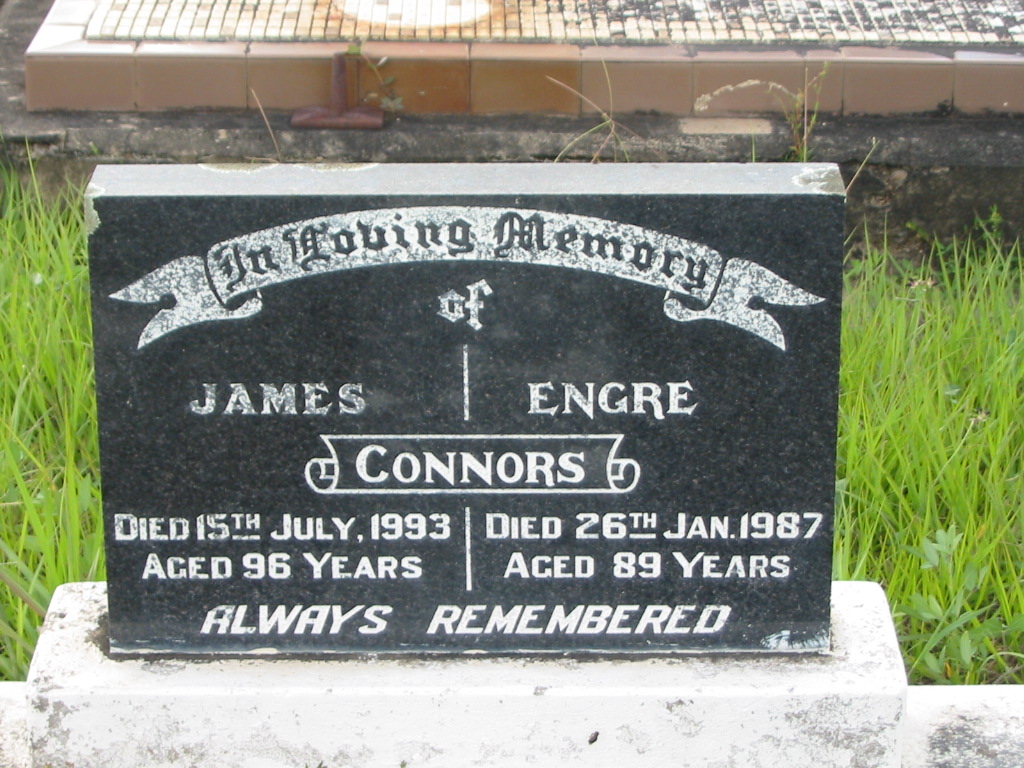 In Loving Memory
of
JAMES ENGRE
CONNORS
DIED 15TH JULY, 1993 DIED 26TH JAN. 1987
AGED 96 YEARS AGED 89 YEARS
ALWAYS REMEMBERED